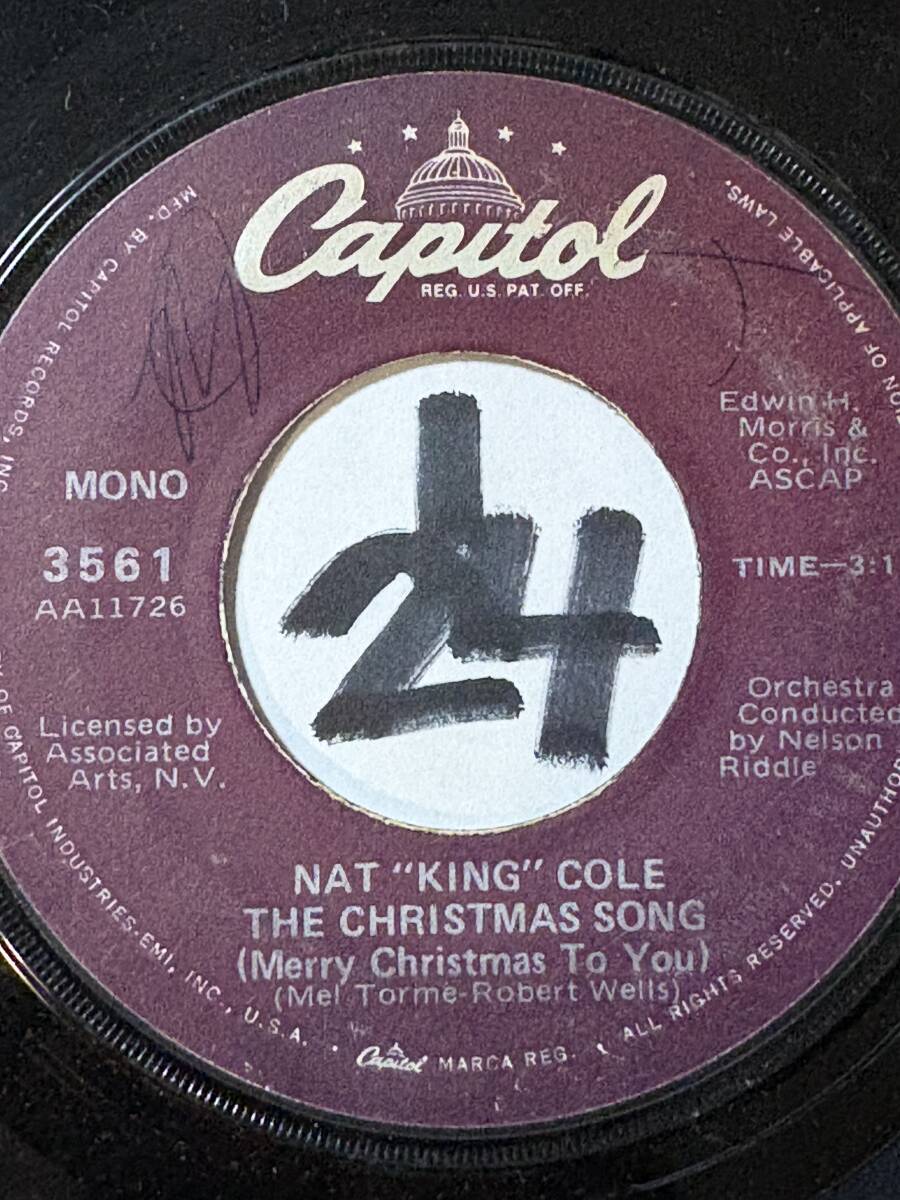 Capitol
REG. U.S. PAT. OFF.
MFD. BY CAPITOL RECORDS, INC
OF CAPITOL INDUSTRIES-EMI, INC., U.S.A. •
Capitol MARCA REG. •
ALL RIGHTS RESERVED. UNAUTHOR
ION OF APPLICABLE LAWS.
MONO
3561
AA11726
Licensed by
Associated
Arts, N.V.
24
Edwin H.
Morris &
Co., Inc.
ASCAP
TIME—3:1
Orchestra
Conducted
by Nelson
Riddle
NAT "KING" COLE
THE CHRISTMAS SONG
(Merry Christmas To You)
(Mel Torme-Robert Wells)